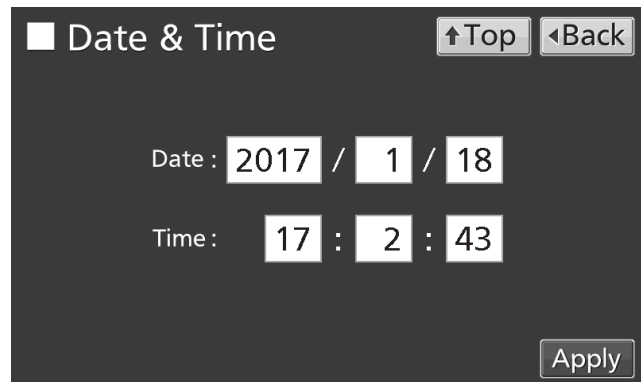 Date & Time
↑Top
◂Back
Date : 2017 / 1 / 18
Time : 17 : 2 : 43
Apply